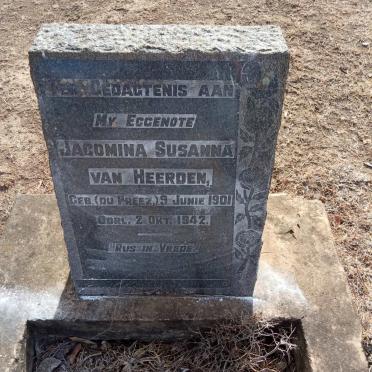 TER GEDAGTENIS AAN
MY EGGENOTE
JACOMINA SUSANNA
VAN HEERDEN,
GEB. (DU PREEZ.) 9 JUNIE 1901
OORL. 2 OKT. 1942.
"RUS IN VREDE."